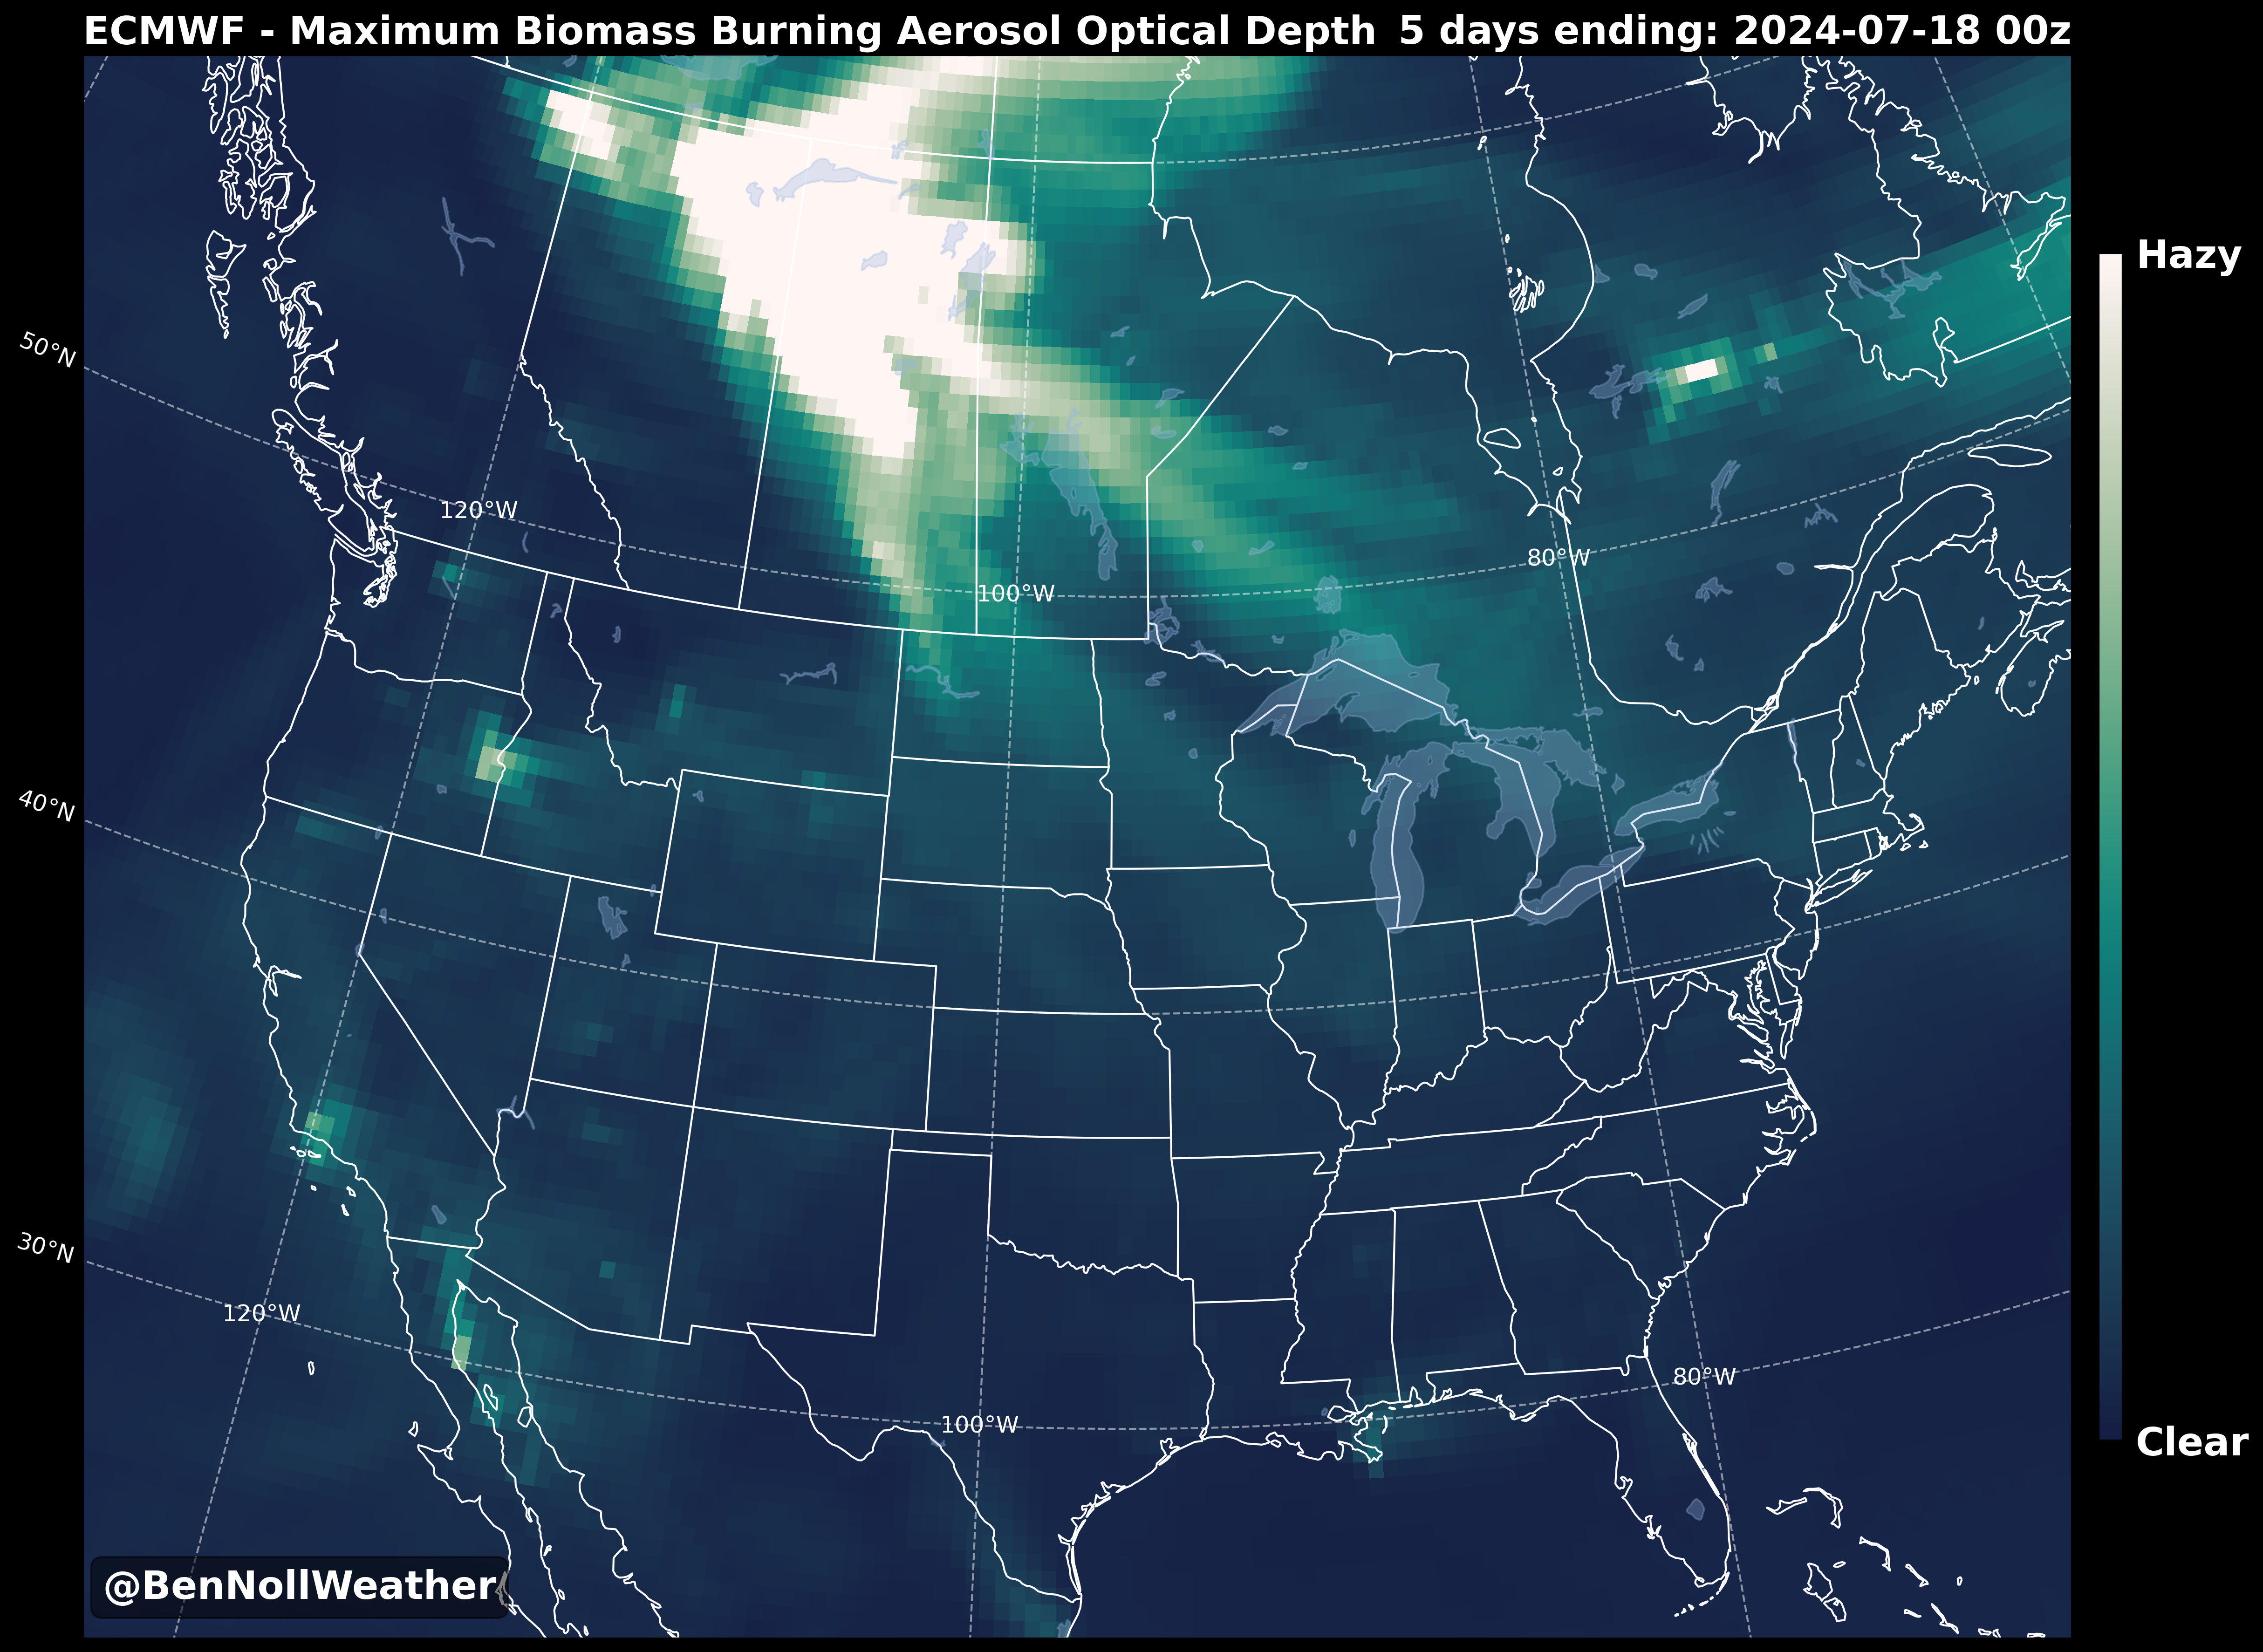 ECMWF - Maximum Biomass Burning Aerosol Optical Depth 5 days ending: 2024-07-18 00z
Hazy
50°N
120°W
80°W
100°W
40°N
30°N
120°W
80°W
100°W
Clear
@BenNollWeather